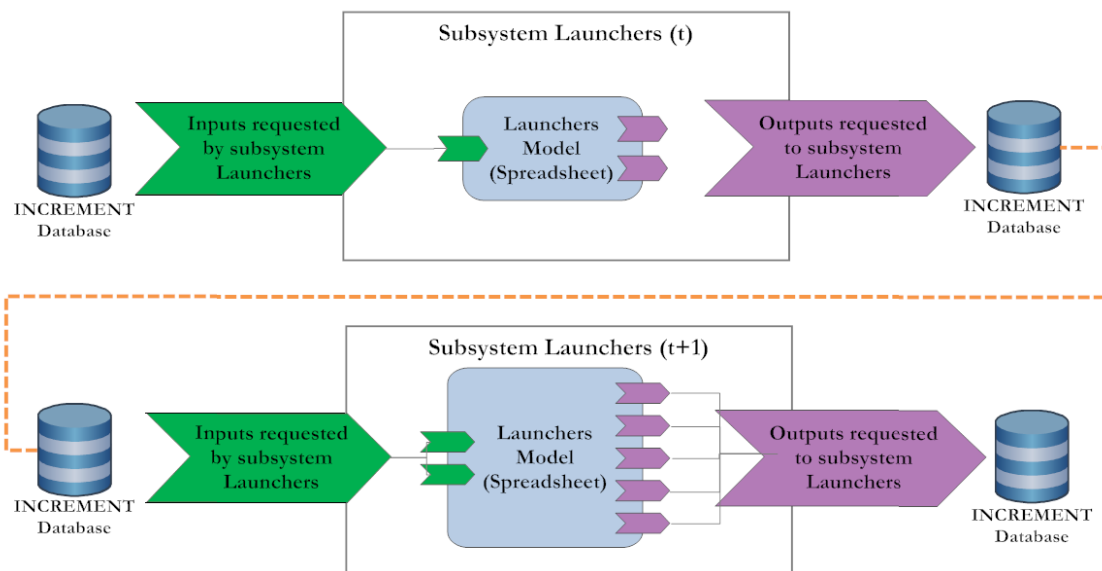 Subsystem Launchers (t)
Inputs requested
by subsystem
Launchers
Launchers
Model
(Spreadsheet)
Outputs requested
to subsystem
Launchers
INCREMENT
Database
INCREMENT
Database
Subsystem Launchers (t+1)
Inputs requested
by subsystem
Launchers
Launchers
Model
(Spreadsheet)
Outputs requested
to subsystem
Launchers
INCREMENT
Database
INCREMENT
Database